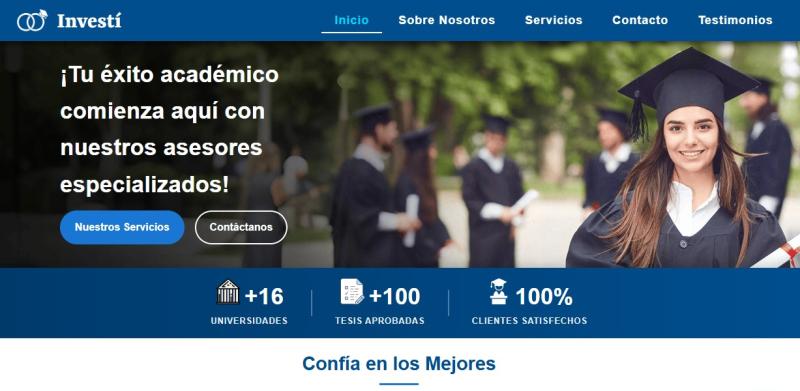 Investí
Inicio
Sobre Nosotros
Servicios
Contacto
Testimonios
¡Tu éxito académico
comienza aquí con
nuestros asesores
especializados!
Nuestros Servicios
Contáctanos
+16
UNIVERSIDADES
+100
TESIS APROBADAS
100%
CLIENTES SATISFECHOS
Confía en los Mejores